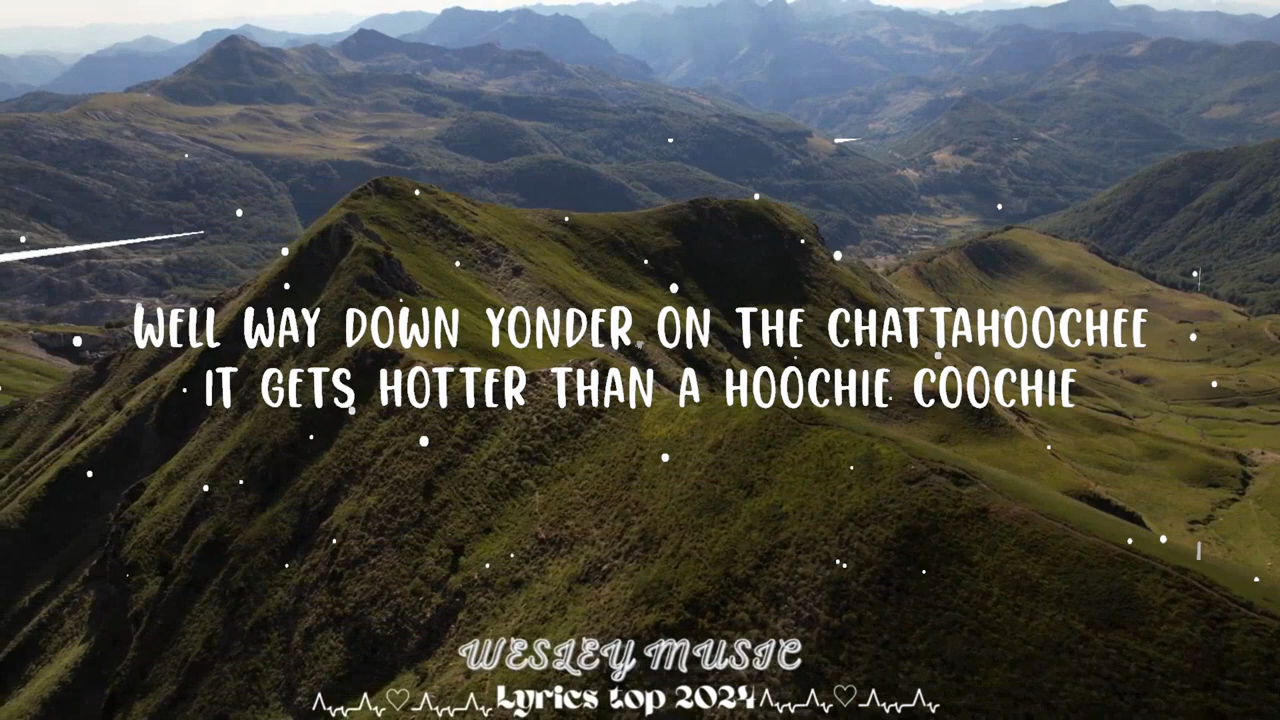 WELL WAY DOWN YONDER ON THE CHATTAHOOCHEE
IT GETS HOTTER THAN A HOOCHIE COOCHIE
WESLEY MUSIC
Lyrics top 2024